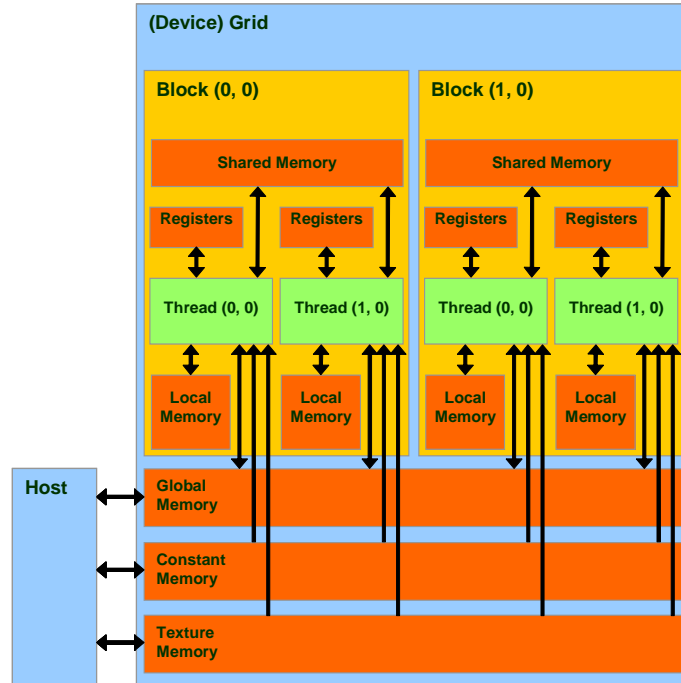 (Device) Grid
Block (0, 0)
Block (1, 0)
Shared Memory
Shared Memory
Registers
Registers
Registers
Registers
Thread (0, 0)
Thread (1, 0)
Thread (0, 0)
Thread (1, 0)
Local
Memory
Local
Memory
Local
Memory
Local
Memory
Host
Global
Memory
Constant
Memory
Texture
Memory